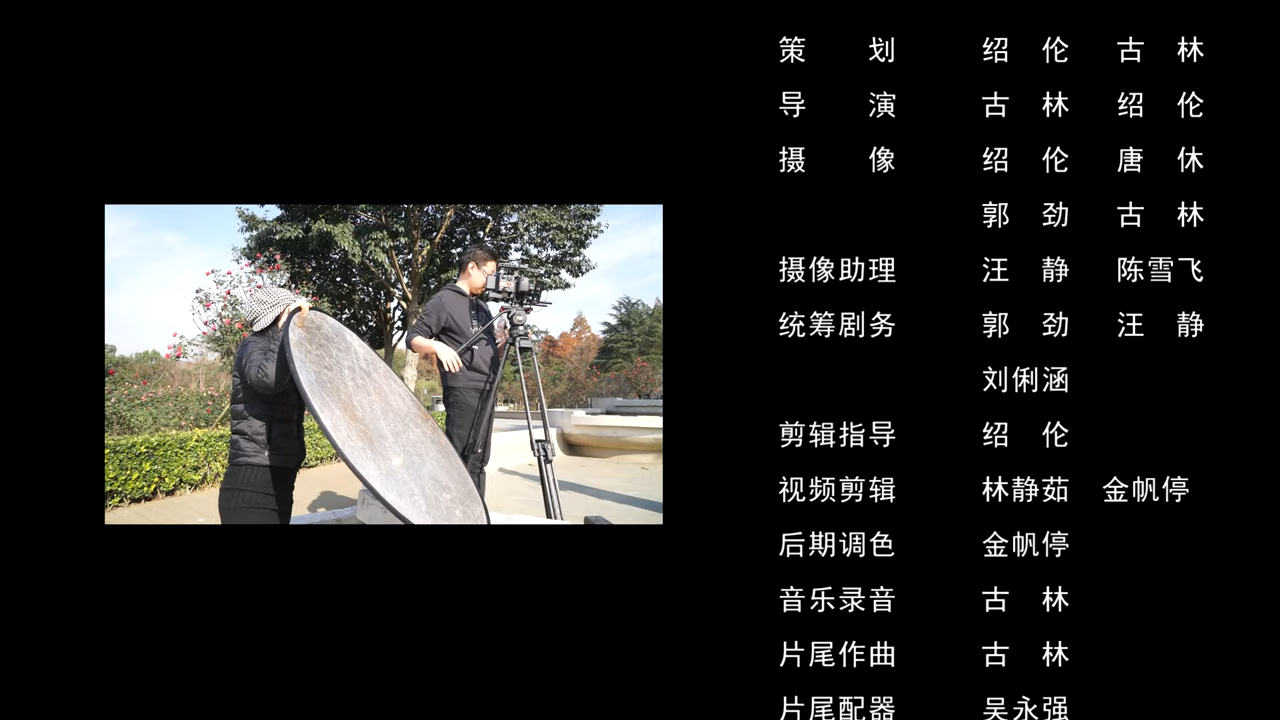 策划 绍伦 古林
导演 古林 绍伦
摄像 绍伦 唐休
郭劲 古林
摄像助理 汪静 陈雪飞
统筹剧务 郭劲 汪静
刘俐涵
剪辑指导 绍伦
视频剪辑 林静茹 金帆停
后期调色 金帆停
音乐录音 古林
片尾作曲 古林
片尾配器 吴永强